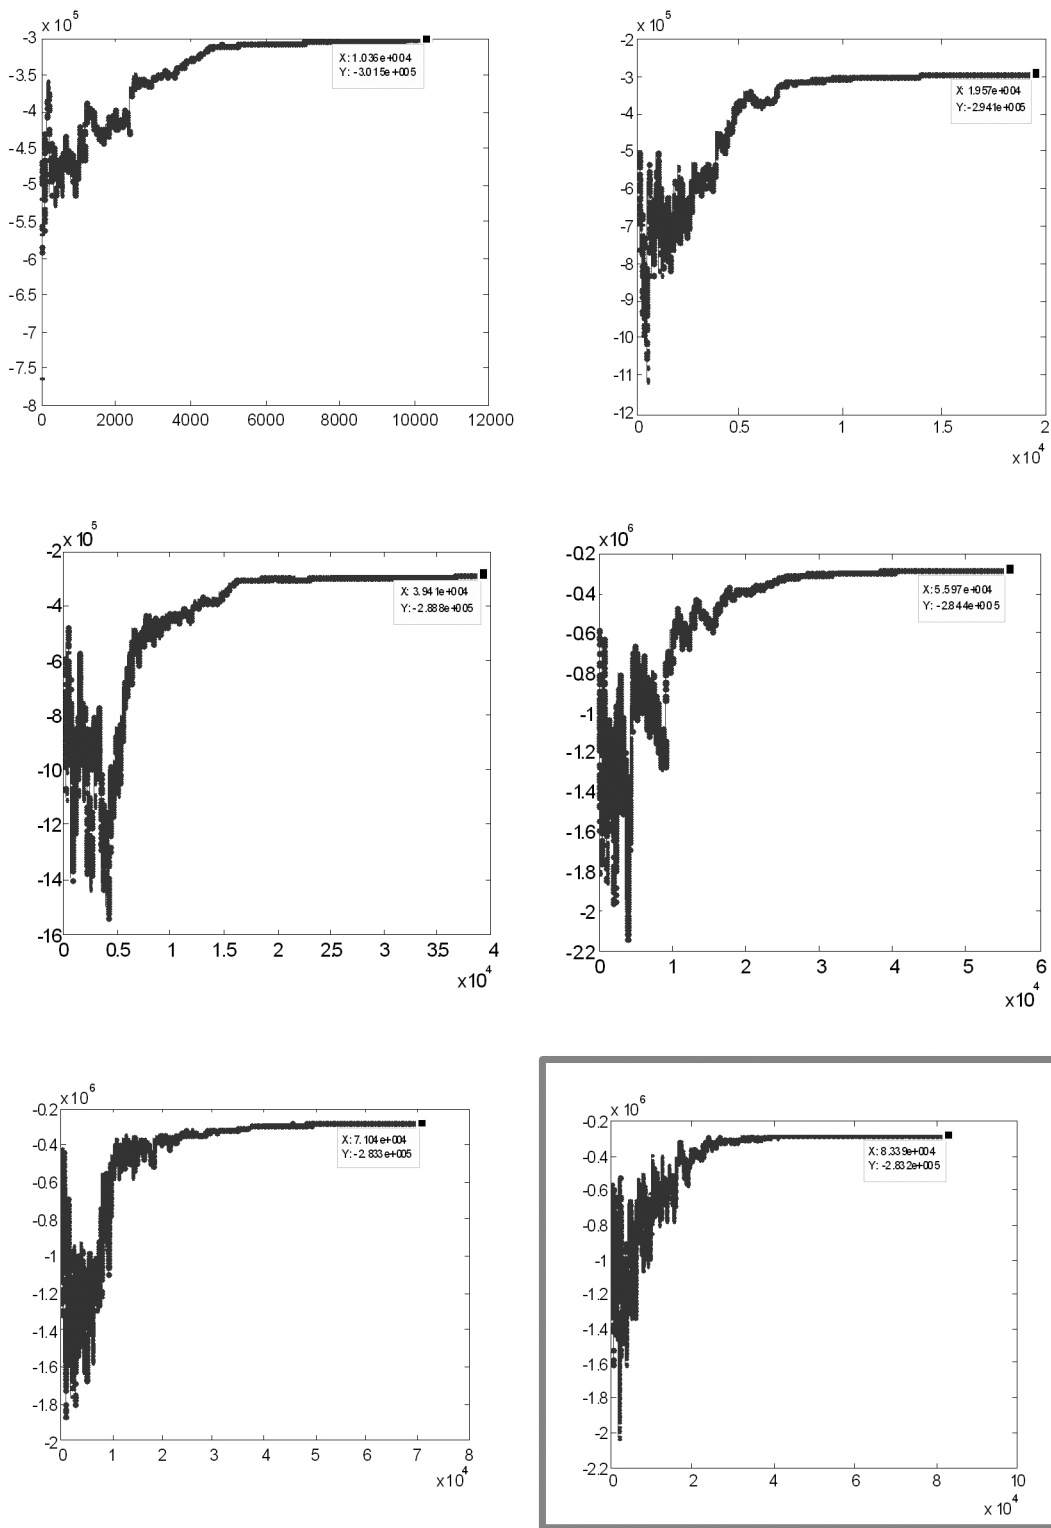 x 10^5
-3
-3.5
-4
-4.5
-5
-5.5
-6
-6.5
-7
-7.5
-8
X: 1.036e+004
Y: -3.015e+005
0 2000 4000 6000 8000 10000 12000
x 10^5
-2
-3
-4
-5
-6
-7
-8
-9
-10
-11
-12
X: 1.957e+004
Y: -2.941e+005
0 0.5 1 1.5 2
x10^4
x 10^5
-2
-4
-6
-8
-10
-12
-14
-16
X: 3.941e+004
Y: -2.888e+005
0 0.5 1 1.5 2 2.5 3 3.5 40
x10^4
x10^6
-0.2
-0.4
-0.6
-0.8
-1
-1.2
-1.4
-1.6
-1.8
-2
-2.2
X: 5.597e+004
Y: -2.844e+005
0 1 2 3 4 5 6
x10^4
x 10^6
-0.2
-0.4
-0.6
-0.8
-1
-1.2
-1.4
-1.6
-1.8
-2
X: 7.104e+004
Y: -2.833e+005
0 1 2 3 4 5 6 7 8
x10^4
x 10^6
-0.2
-0.4
-0.6
-0.8
-1
-1.2
-1.4
-1.6
-1.8
-2
-2.2
X: 8.339e+004
Y: -2.832e+005
0 2 4 6 8 10
x 10^4